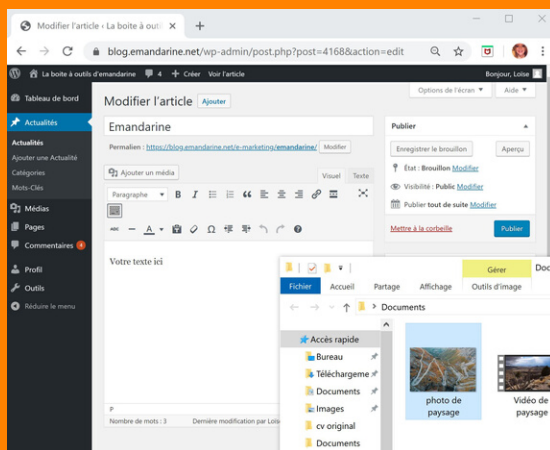 Modifier l'article ‹ La boite à outi
blog.emandarine.net/wp-admin/post.php?post=4168&action=edit
La boite à outils d'emandarine 4 + Créer Voir l'article Bonjour, Loise
Options de l'écran ▼ Aide ▼
Tableau de bord
Actualités
Actualités
Ajouter une Actualité
Catégories
Mots-Clés
Médias
Pages
Commentaires
Profil
Outils
Réduire le menu
Modifier l'article Ajouter
Emandarine
Permalien : https://blog.emandarine.net/e-marketing/emandarine/ Modifier
Ajouter un média
Visuel Texte
Paragraphe
B I
ABC A Ω
Votre texte ici
P
Nombre de mots : 3 Dernière modification par Lois
Publier
Enregistrer le brouillon Aperçu
État : Brouillon Modifier
Visibilité : Public Modifier
Publier tout de suite Modifier
Mettre à la corbeille Publier
Gérer Doc
Fichier Accueil Partage Affichage Outils d'image
Documents
Accès rapide
Bureau
Téléchargeme
Documents
Images
cv original
Documents
photo de
paysage
Vidéo de
paysage